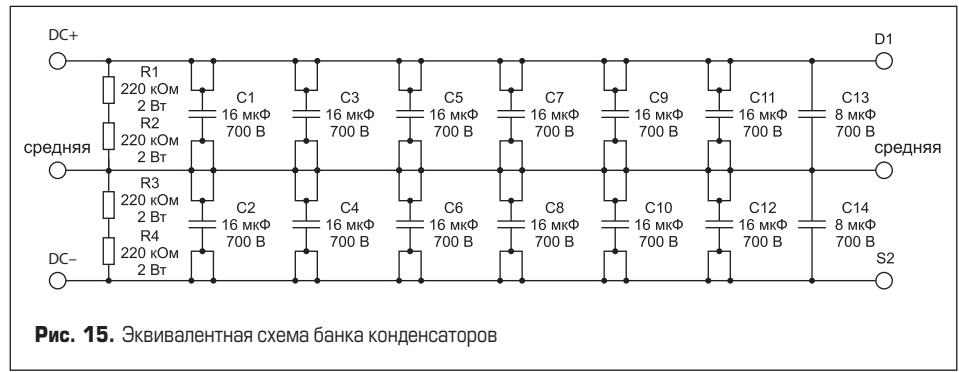 DC+
D1
R1
220 кОм
2 Вт
R2
220 кОм
2 Вт
C1
16 мкФ
700 В
C3
16 мкФ
700 В
C5
16 мкФ
700 В
C7
16 мкФ
700 В
C9
16 мкФ
700 В
C11
16 мкФ
700 В
C13
8 мкФ
700 В
средняя
средняя
R3
220 кОм
2 Вт
R4
220 кОм
2 Вт
C2
16 мкФ
700 В
C4
16 мкФ
700 В
C6
16 мкФ
700 В
C8
16 мкФ
700 В
C10
16 мкФ
700 В
C12
16 мкФ
700 В
C14
8 мкФ
700 В
DC–
S2
Рис. 15. Эквивалентная схема банка конденсаторов